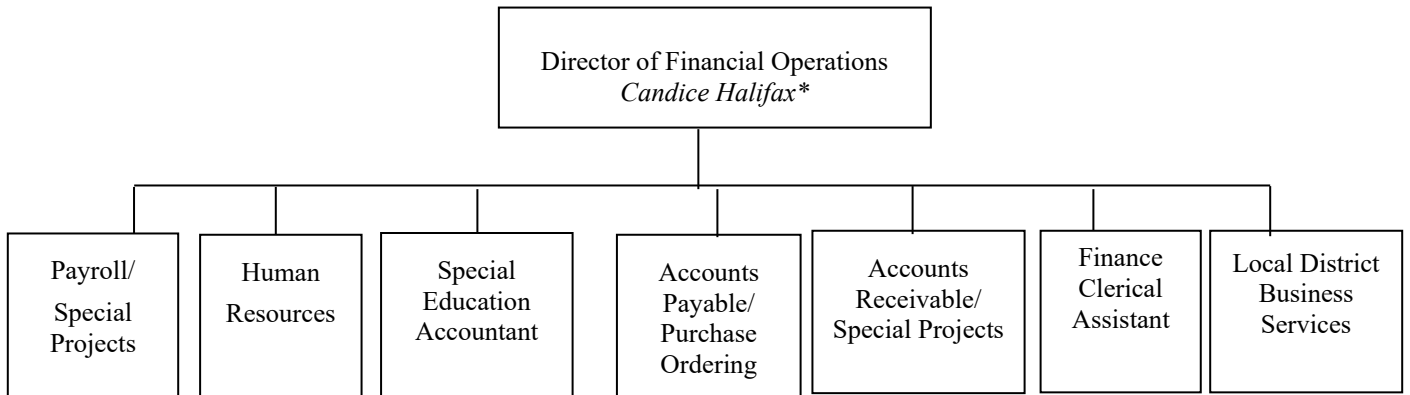 Director of Financial Operations
Candice Halifax*
Payroll/
Special
Projects
Human
Resources
Special
Education
Accountant
Accounts
Payable/
Purchase
Ordering
Accounts
Receivable/
Special Projects
Finance
Clerical
Assistant
Local District
Business
Services